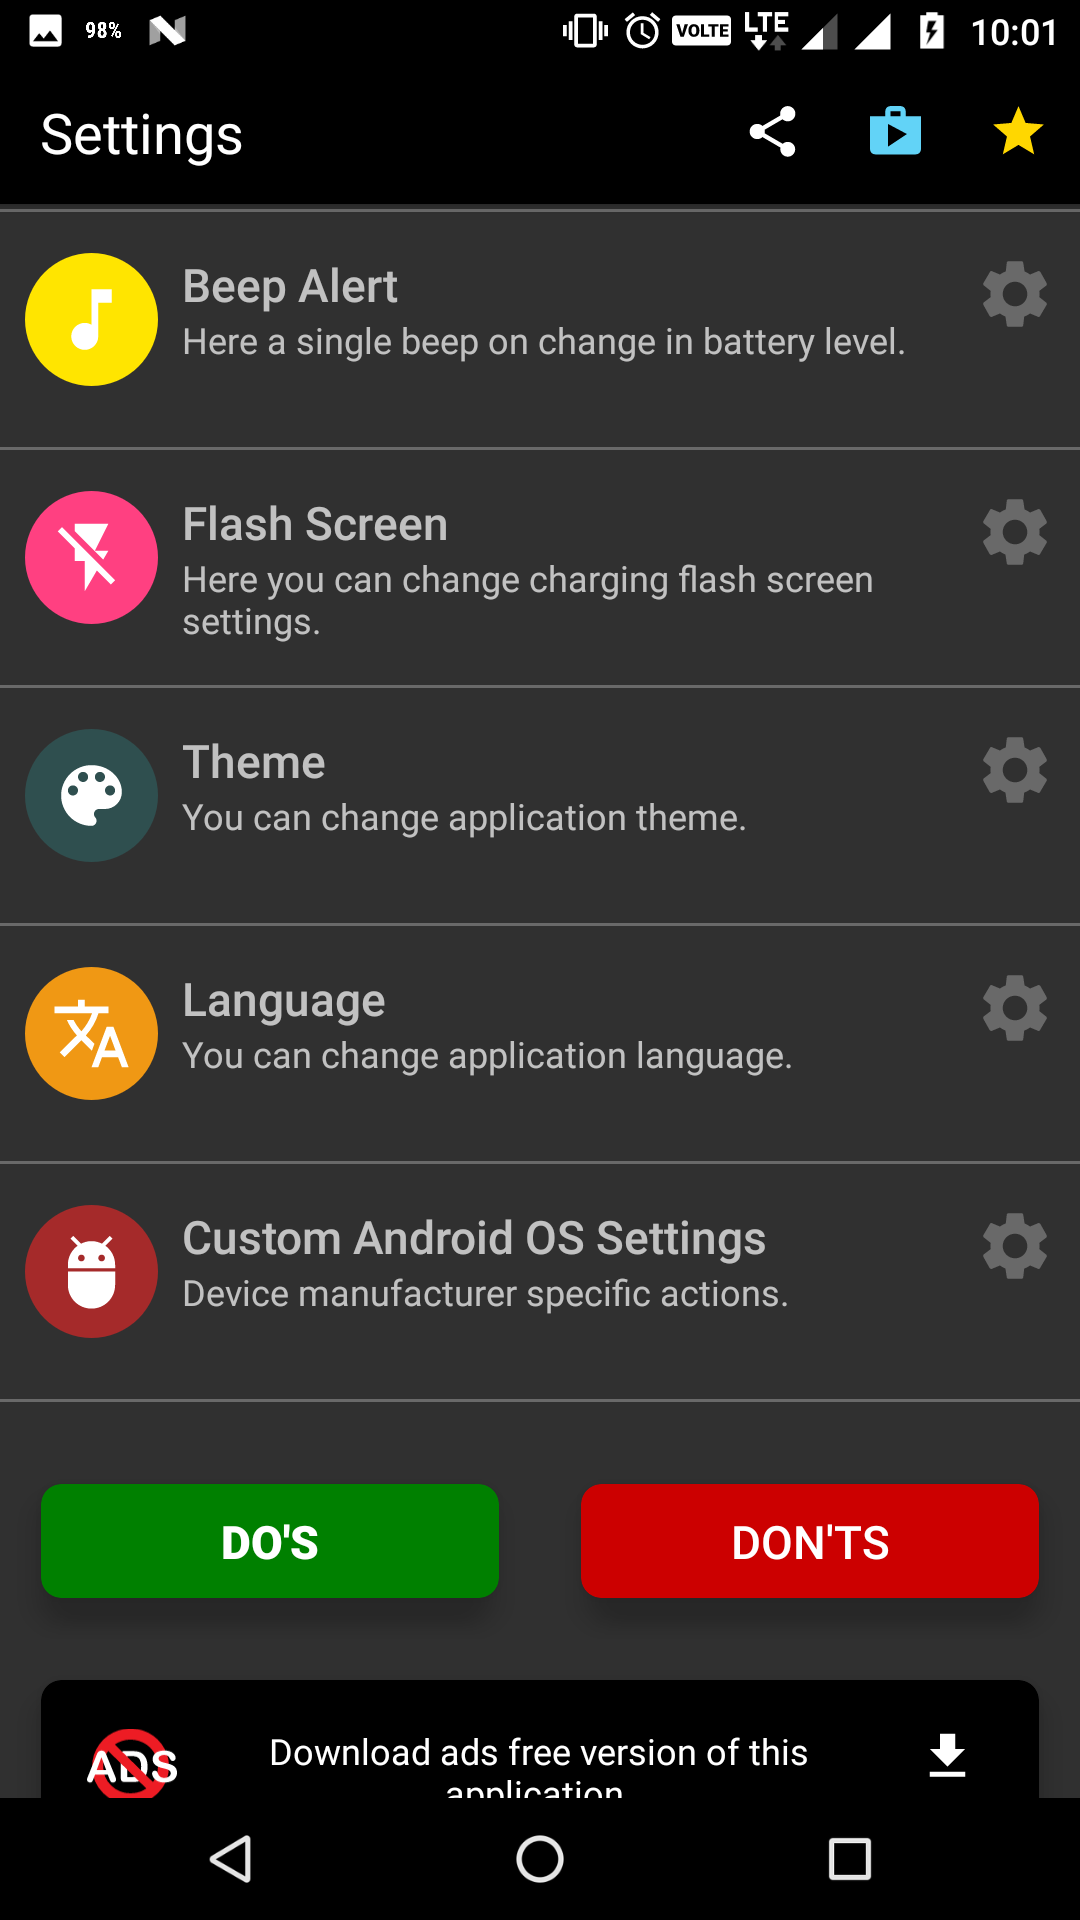 98%
VOLTE
LTE
10:01
Settings
Beep Alert
Here a single beep on change in battery level.
Flash Screen
Here you can change charging flash screen
settings.
Theme
You can change application theme.
Language
You can change application language.
Custom Android OS Settings
Device manufacturer specific actions.
DO'S
DON'TS
ADS
Download ads free version of this
application